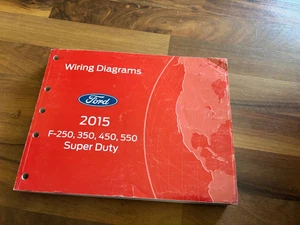 Wiring Diagrams
Ford
2015
F-250, 350, 450, 550
Super Duty